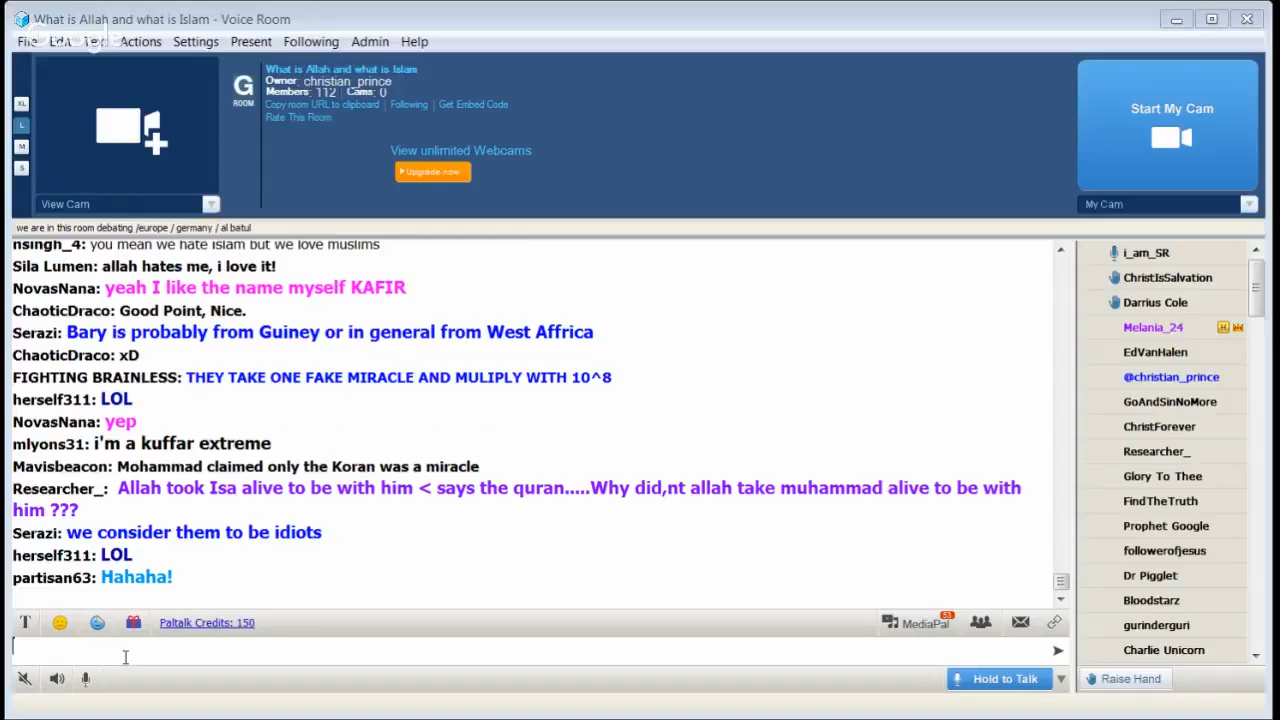 What is Allah and what is Islam - Voice Room
File Edit Text Actions Settings Present Following Admin Help
Google
XL
L
M
S
View Cam
G
ROOM
What is Allah and what is Islam
Owner: christian_prince
Members: 112 Cams: 0
Copy room URL to clipboard Following Get Embed Code
Rate This Room
View unlimited Webcams
Upgrade now
Start My Cam
My Cam
we are in this room debating /europe / germany / al batul
nsingh_4: you mean we hate islam but we love muslims
Sila Lumen: allah hates me, i love it!
NovasNana: yeah I like the name myself KAFIR
ChaoticDraco: Good Point, Nice.
Serazi: Bary is probably from Guiney or in general from West Affrica
ChaoticDraco: xD
FIGHTING BRAINLESS: THEY TAKE ONE FAKE MIRACLE AND MULIPLY WITH 10^8
herself311: LOL
NovasNana: yep
mlyons31: i'm a kuffar extreme
Mavisbeacon: Mohammad claimed only the Koran was a miracle
Researcher_: Allah took Isa alive to be with him < says the quran.....Why did,nt allah take muhammad alive to be with
him ???
Serazi: we consider them to be idiots
herself311: LOL
partisan63: Hahaha!
i_am_SR
ChristIsSalvation
Darrius Cole
Melania_24
EdVanHalen
@christian_prince
GoAndSinNoMore
ChristForever
Researcher_
Glory To Thee
FindTheTruth
Prophet Google
followerofjesus
Dr Pigglet
Bloodstarz
gurinderguri
Charlie Unicorn
T
Paltalk Credits: 150
MediaPal
53
Hold to Talk
Raise Hand